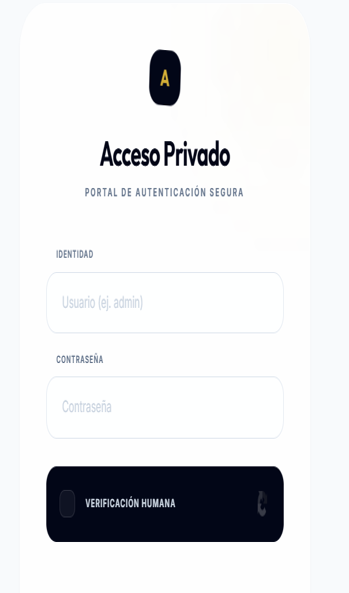 A
Acceso Privado
PORTAL DE AUTENTICACIÓN SEGURA
IDENTIDAD
Usuario (ej. admin)
CONTRASEÑA
Contraseña
VERIFICACIÓN HUMANA